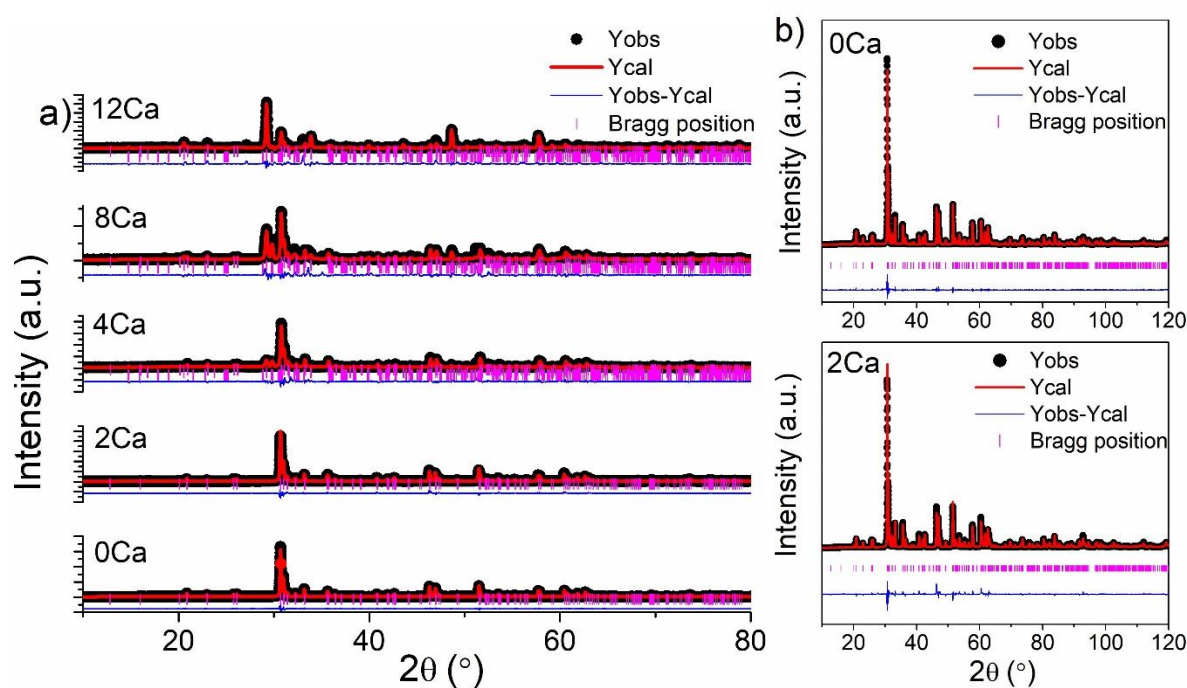 a)
Yobs
Ycal
Yobs-Ycal
Bragg position
12Ca
8Ca
4Ca
2Ca
0Ca
Intensity (a.u.)
20 40 60 80
2θ (°)
b)
0Ca
Yobs
Ycal
Yobs-Ycal
Bragg position
Intensity (a.u.)
20 40 60 80 100 120
2Ca
Yobs
Ycal
Yobs-Ycal
Bragg position
Intensity (a.u.)
20 40 60 80 100 120
2θ (°)